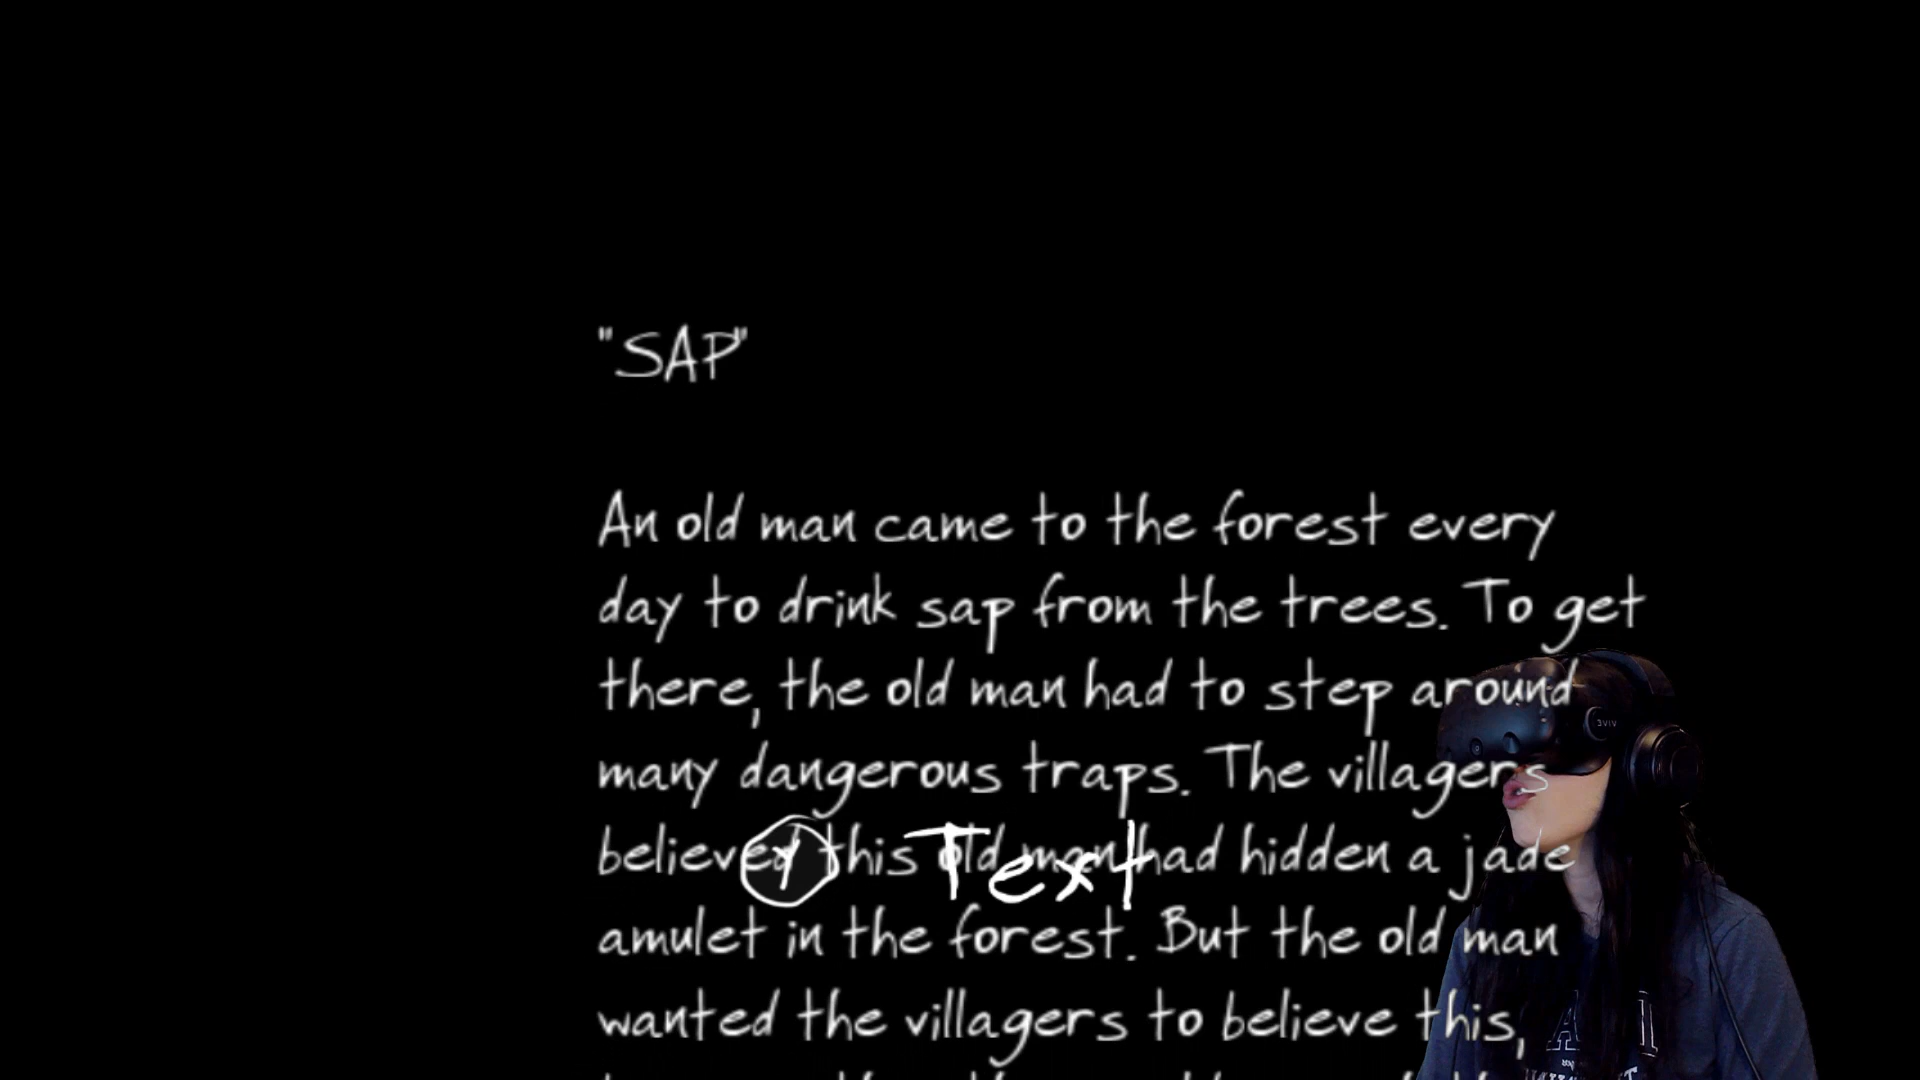 "SAP"
An old man came to the forest every
day to drink sap from the trees. To get
there, the old man had to step around
many dangerous traps. The villagers
believed this old man had hidden a jade
Y Text
amulet in the forest. But the old man
wanted the villagers to believe this,
VIVE